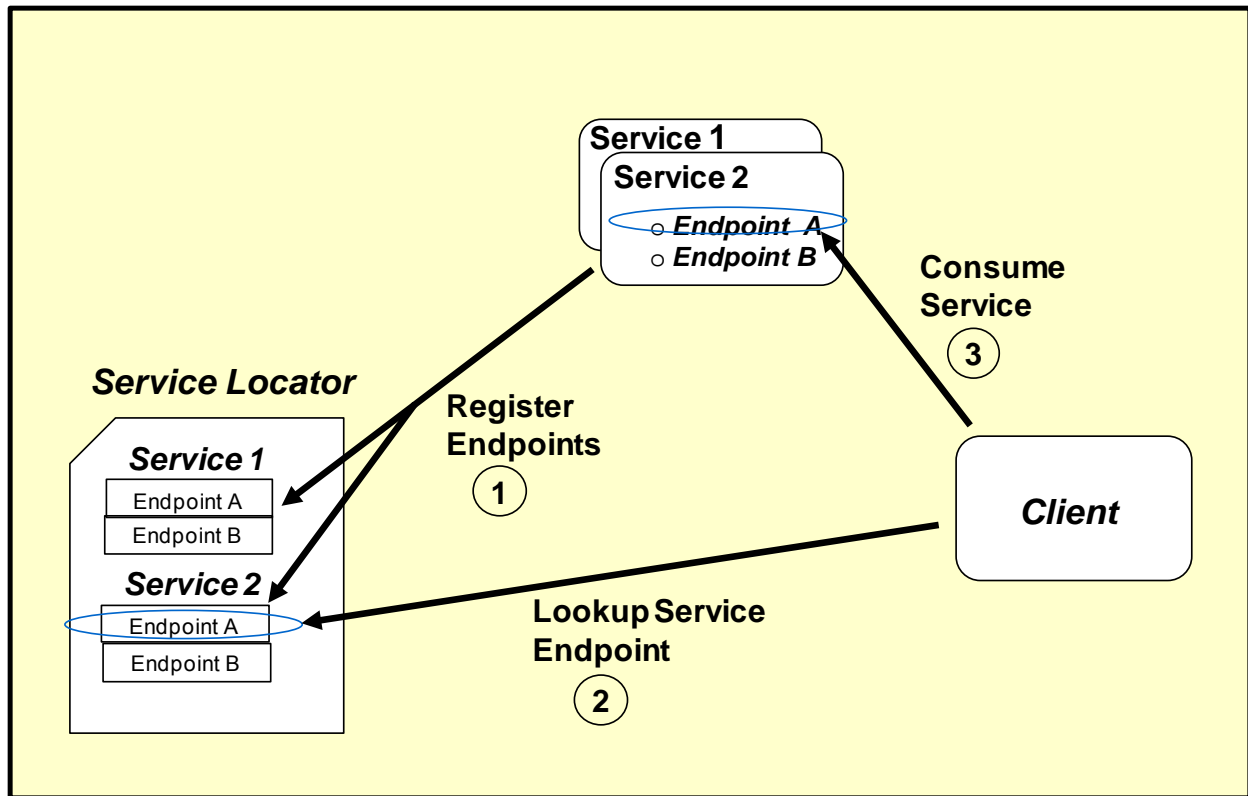 Service 1
Service 2
Endpoint A
Endpoint B
Consume
Service
3
Service Locator
Register
Endpoints
1
Service 1
Endpoint A
Endpoint B
Service 2
Endpoint A
Endpoint B
Client
Lookup Service
Endpoint
2